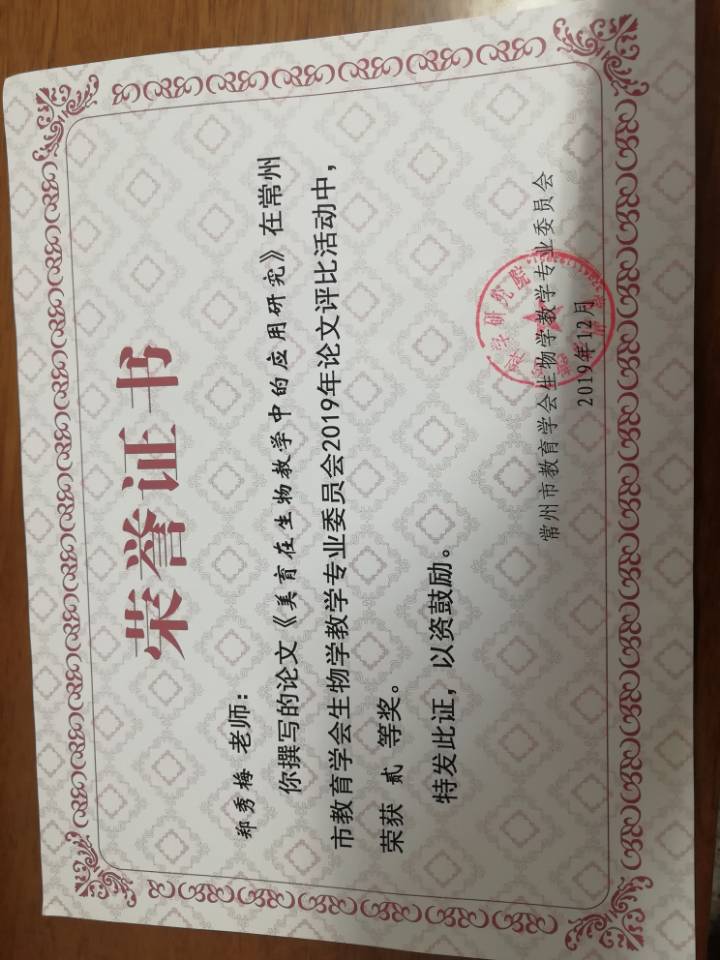 荣誉证书
郑秀梅 老师：
你撰写的论文《美育在生物教学中的应用研究》在常州
市教育学会生物学教学专业委员会2019年论文评比活动中，
荣获 贰 等奖。
特发此证，以资鼓励。
常州市教育学会生物学教学专业委员会
2019年12月